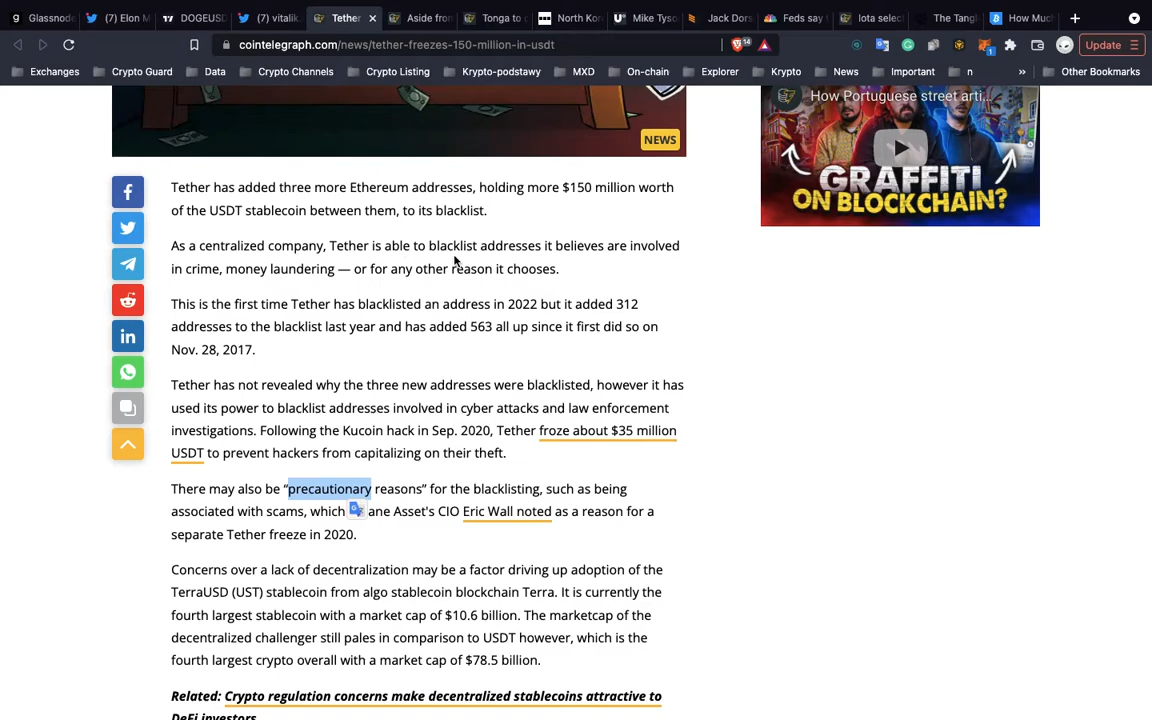 Glassnode
(7) Elon M
DOGEUSD
(7) vitalik
Tether
Aside from
Tonga to
North Kor
Mike Tyso
Jack Dors
Feds say
Iota selec
The Tang
How Much
cointelegraph.com/news/tether-freezes-150-million-in-usdt
14
1
Update
Exchanges
Crypto Guard
Data
Crypto Channels
Crypto Listing
Krypto-podstawy
MXD
On-chain
Explorer
Krypto
News
Important
n
»
Other Bookmarks
NEWS
How Portuguese street arti...
GRAFFITI
ON BLOCKCHAIN?
Tether has added three more Ethereum addresses, holding more $150 million worth
of the USDT stablecoin between them, to its blacklist.
As a centralized company, Tether is able to blacklist addresses it believes are involved
in crime, money laundering — or for any other reason it chooses.
This is the first time Tether has blacklisted an address in 2022 but it added 312
addresses to the blacklist last year and has added 563 all up since it first did so on
Nov. 28, 2017.
Tether has not revealed why the three new addresses were blacklisted, however it has
used its power to blacklist addresses involved in cyber attacks and law enforcement
investigations. Following the Kucoin hack in Sep. 2020, Tether froze about $35 million
USDT to prevent hackers from capitalizing on their theft.
There may also be “precautionary reasons” for the blacklisting, such as being
associated with scams, which ane Asset's CIO Eric Wall noted as a reason for a
separate Tether freeze in 2020.
Concerns over a lack of decentralization may be a factor driving up adoption of the
TerraUSD (UST) stablecoin from algo stablecoin blockchain Terra. It is currently the
fourth largest stablecoin with a market cap of $10.6 billion. The marketcap of the
decentralized challenger still pales in comparison to USDT however, which is the
fourth largest crypto overall with a market cap of $78.5 billion.
Related: Crypto regulation concerns make decentralized stablecoins attractive to
DeFi investors